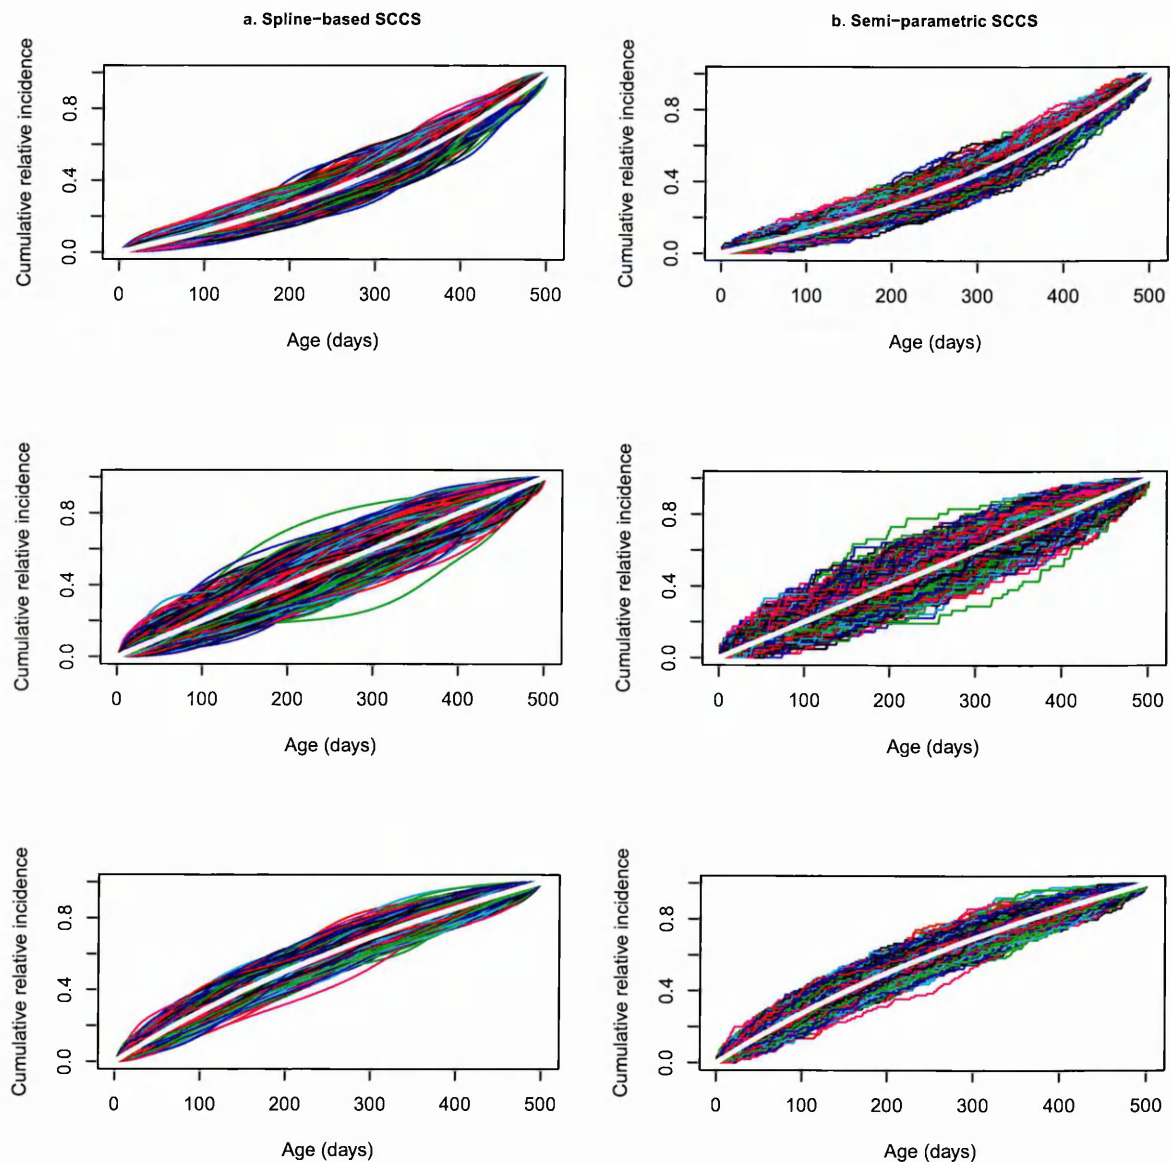 a. Spline-based SCCS
b. Semi-parametric SCCS
Cumulative relative incidence
0.0 0.4 0.8
0 100 200 300 400 500
Age (days)
Cumulative relative incidence
0.0 0.4 0.8
0 100 200 300 400 500
Age (days)
Cumulative relative incidence
0.0 0.4 0.8
0 100 200 300 400 500
Age (days)
Cumulative relative incidence
0.0 0.4 0.8
0 100 200 300 400 500
Age (days)
Cumulative relative incidence
0.0 0.4 0.8
0 100 200 300 400 500
Age (days)
Cumulative relative incidence
0.0 0.4 0.8
0 100 200 300 400 500
Age (days)